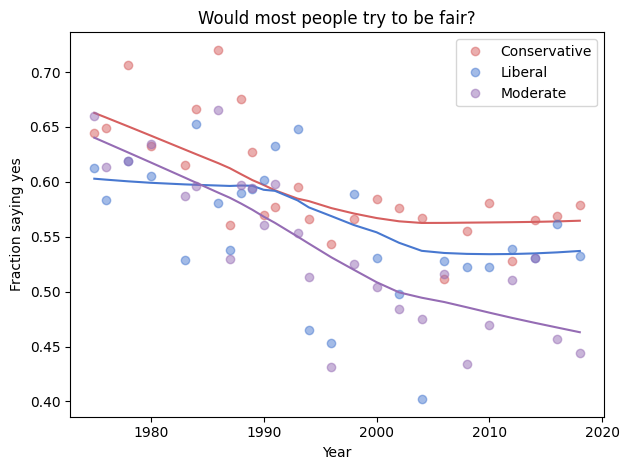 Would most people try to be fair?
Conservative
Liberal
Moderate
Fraction saying yes
0.70
0.65
0.60
0.55
0.50
0.45
0.40
1980 1990 2000 2010 2020
Year